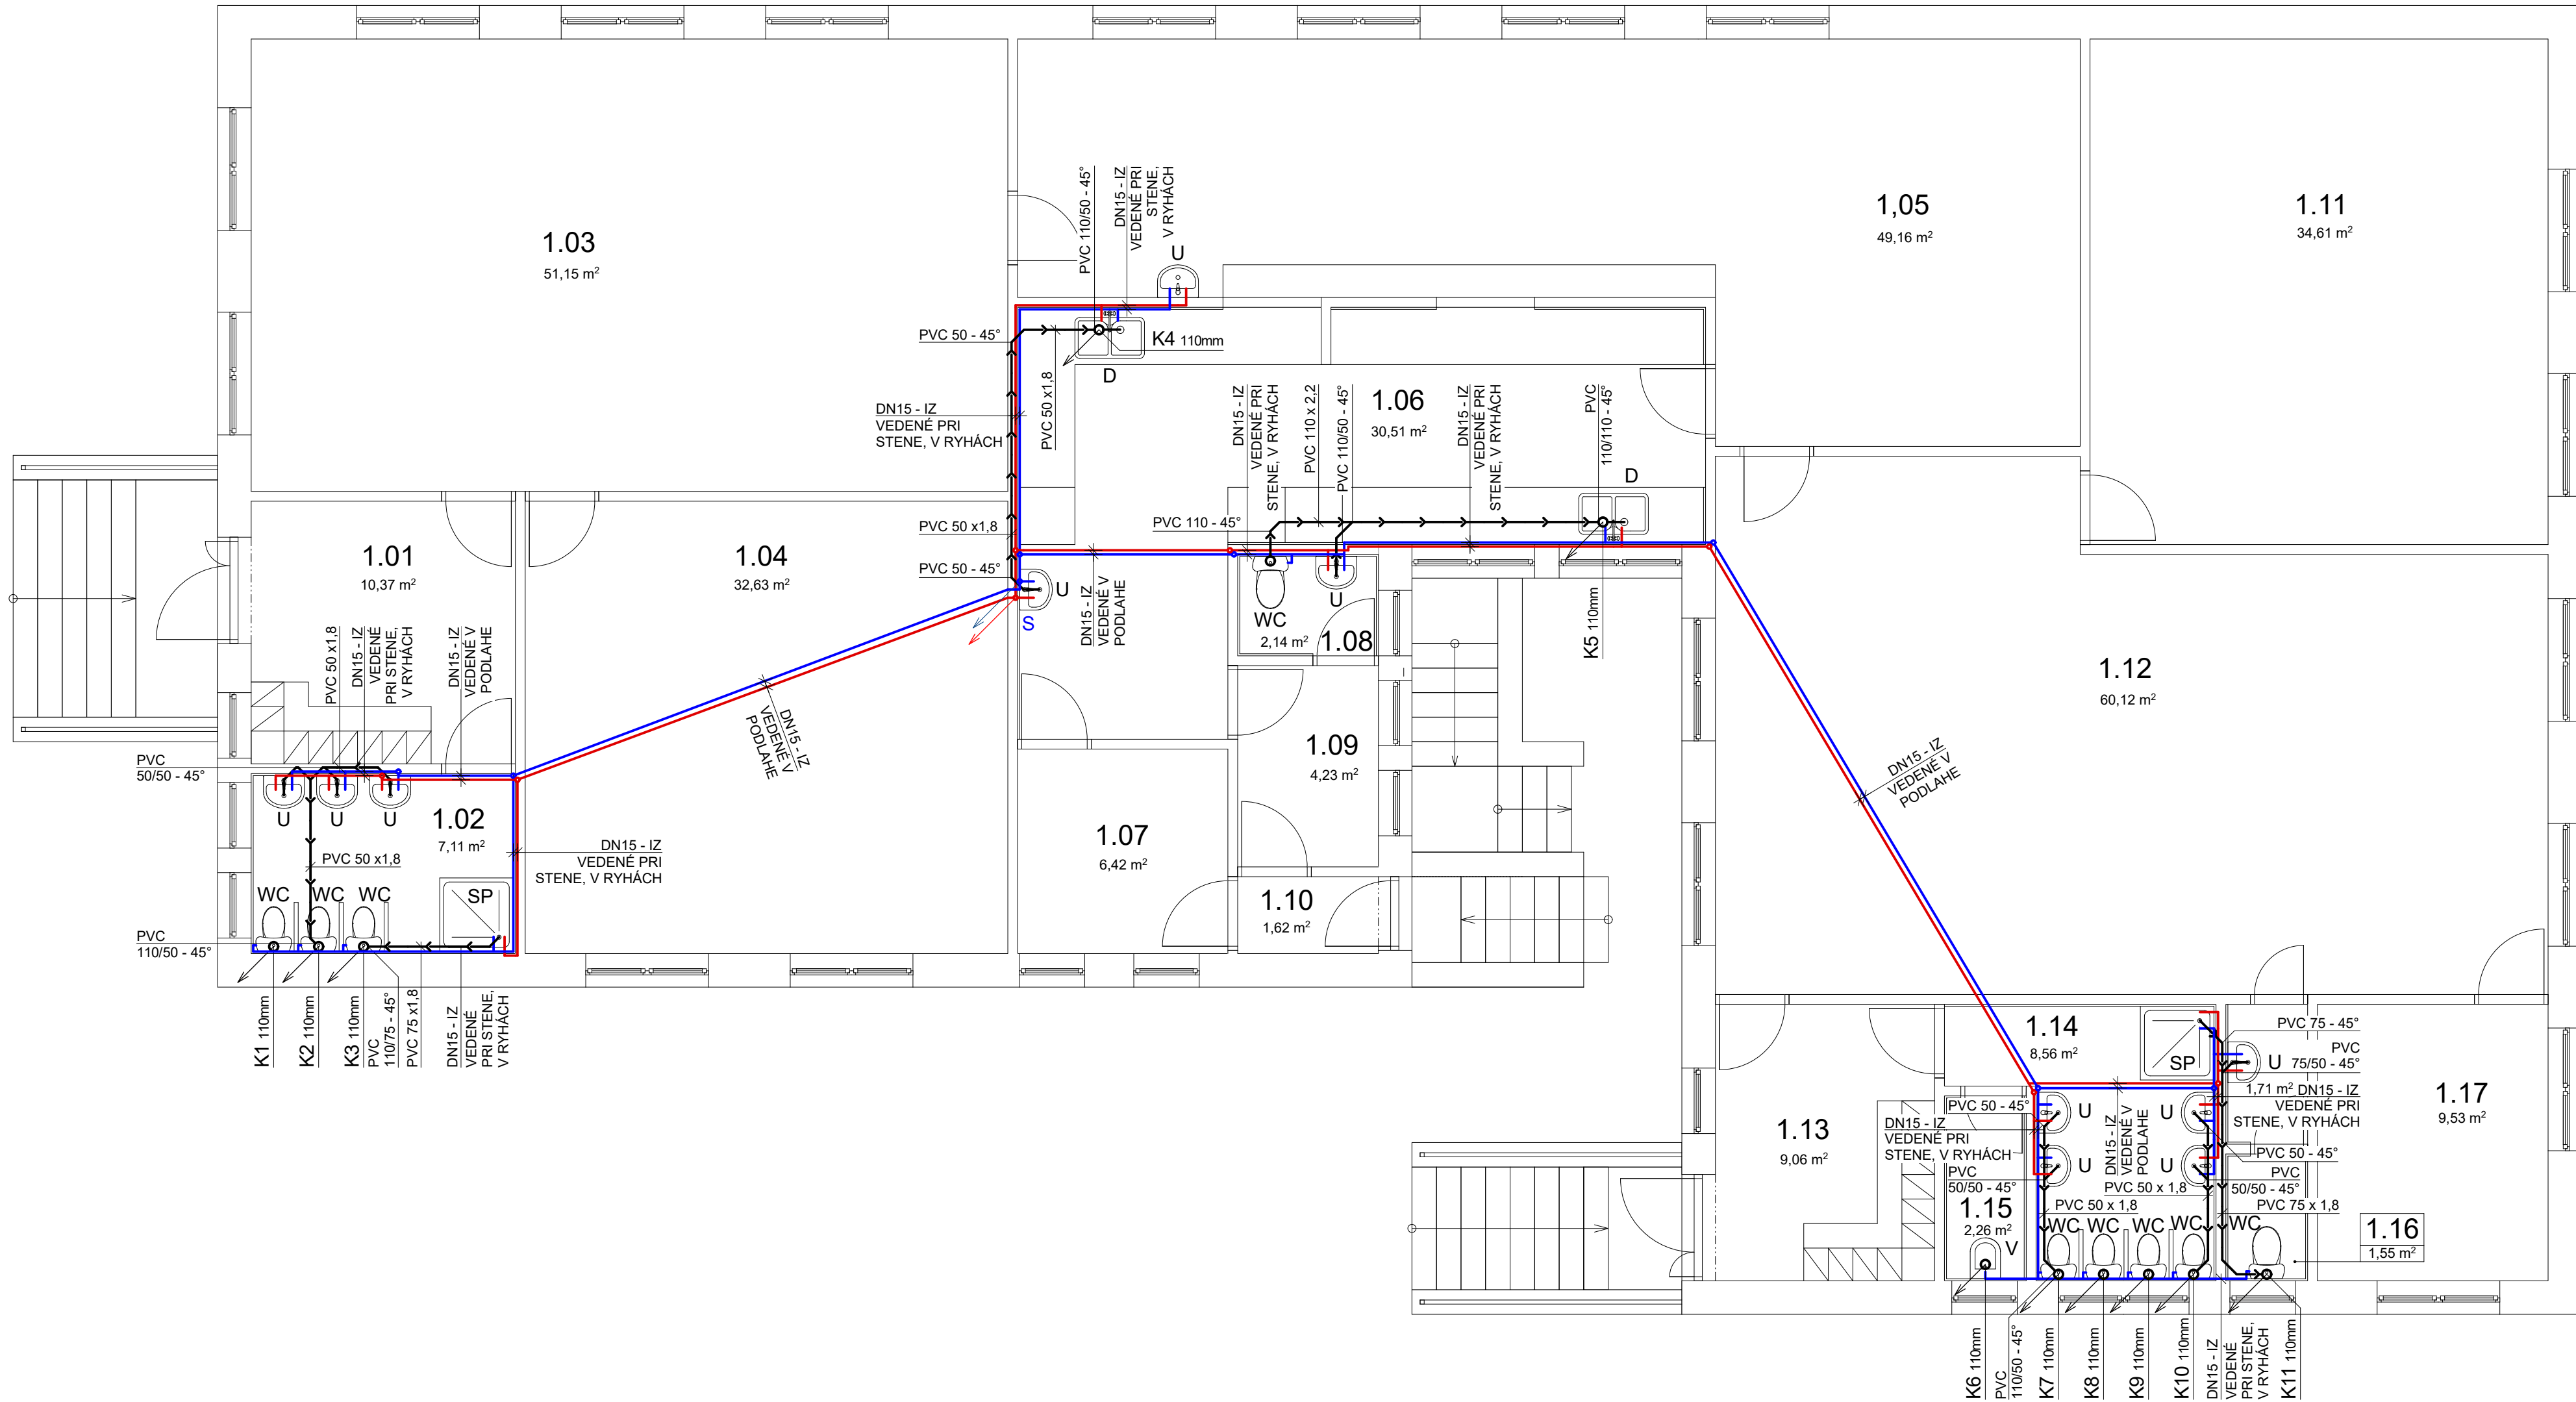 1.03
51,15 m²
1,05
49,16 m²
1.11
34,61 m²
PVC 110/50 - 45°
DN15 - IZ
VEDENÉ PRI
STENE,
V RYHÁCH
U
PVC 50 - 45°
K4 110mm
D
PVC 50 x1,8
DN15 - IZ
VEDENÉ PRI
STENE, V RYHÁCH
DN15 - IZ
VEDENÉ PRI
STENE, V RYHÁCH
PVC 110 x 2,2
PVC 110/50 - 45°
1.06
30,51 m²
DN15 - IZ
VEDENÉ PRI
STENE, V RYHÁCH
PVC
110/110 - 45°
D
PVC 50 x1,8
PVC 110 - 45°
PVC 50 - 45°
1.01
10,37 m²
1.04
32,63 m²
U
S
DN15 - IZ
VEDENÉ V
PODLAHE
WC
2,14 m²
U
1.08
K5 110mm
1.12
60,12 m²
PVC 50 x1,8
DN15 - IZ
VEDENÉ
PRI STENE,
V RYHÁCH
DN15 - IZ
VEDENÉ V
PODLAHE
DN15 - IZ
VEDENÉ V
PODLAHE
DN15 - IZ
VEDENÉ V
PODLAHE
1.09
4,23 m²
PVC
50/50 - 45°
U
U
U
1.02
7,11 m²
PVC 50 x1,8
DN15 - IZ
VEDENÉ PRI
STENE, V RYHÁCH
1.07
6,42 m²
WC
WC
WC
SP
1.10
1,62 m²
PVC
110/50 - 45°
K1 110mm
K2 110mm
K3 110mm
PVC
110/75 - 45°
PVC 75 x1,8
DN15 - IZ
VEDENÉ
PRI STENE,
V RYHÁCH
1.14
8,56 m²
SP
PVC 75 - 45°
PVC
75/50 - 45°
U
1,71 m²
DN15 - IZ
VEDENÉ PRI
STENE, V RYHÁCH
1.17
9,53 m²
1.13
9,06 m²
PVC 50 - 45°
DN15 - IZ
VEDENÉ PRI
STENE, V RYHÁCH
U
U
DN15 - IZ
VEDENÉ V
PODLAHE
U
U
PVC 50 - 45°
PVC
50/50 - 45°
PVC
50/50 - 45°
PVC 50 x 1,8
PVC 50 x 1,8
PVC 75 x 1,8
1.15
2,26 m²
V
WC
WC
WC
WC
WC
1.16
1,55 m²
K6 110mm
PVC
110/50 - 45°
K7 110mm
K8 110mm
K9 110mm
K10 110mm
DN15 - IZ
VEDENÉ
PRI STENE,
V RYHÁCH
K11 110mm